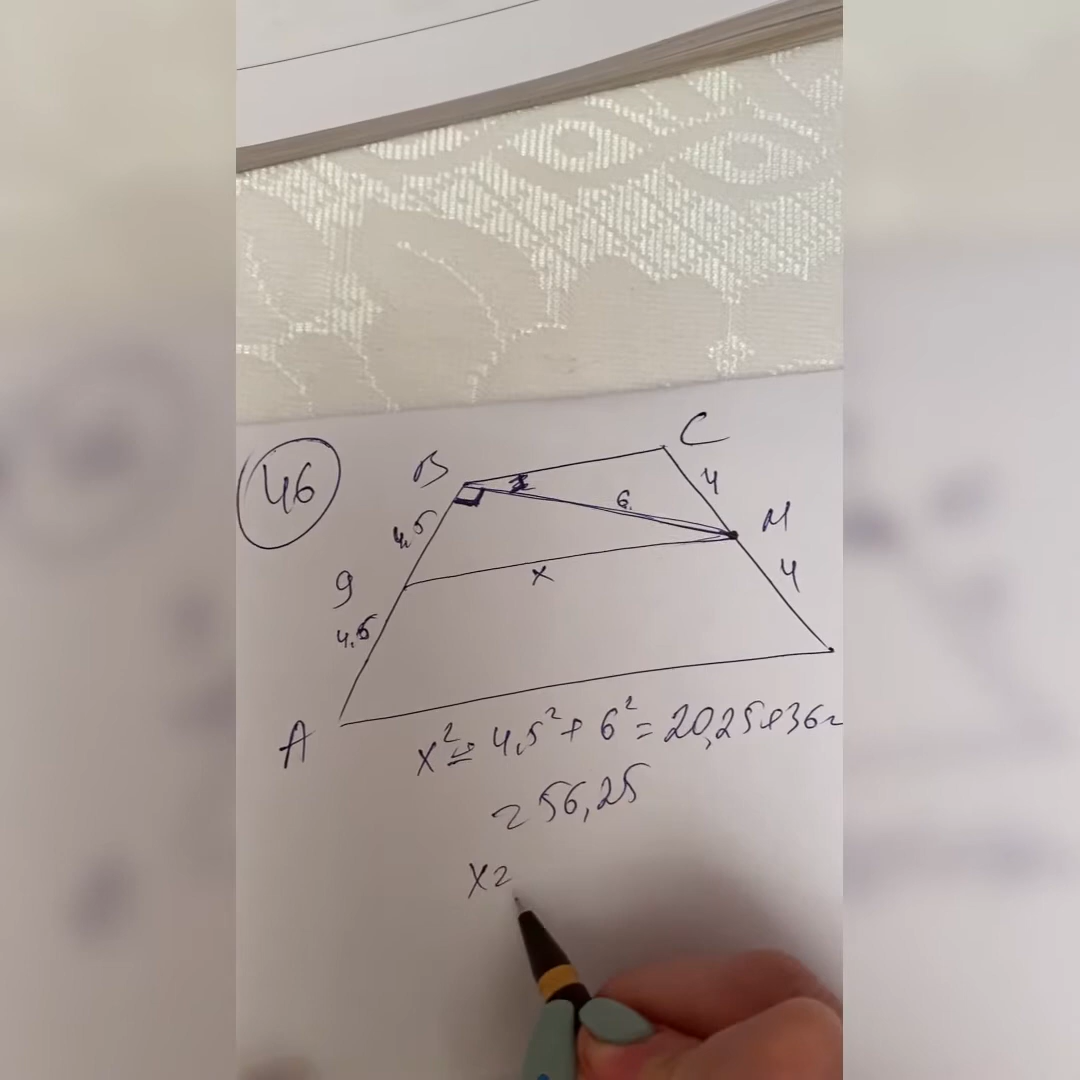 46
B
C
4
4,5
6
M
9
x
4
4,5
A
x² = 4,5² + 6² = 20,25 + 36 =
= 56,25
x =